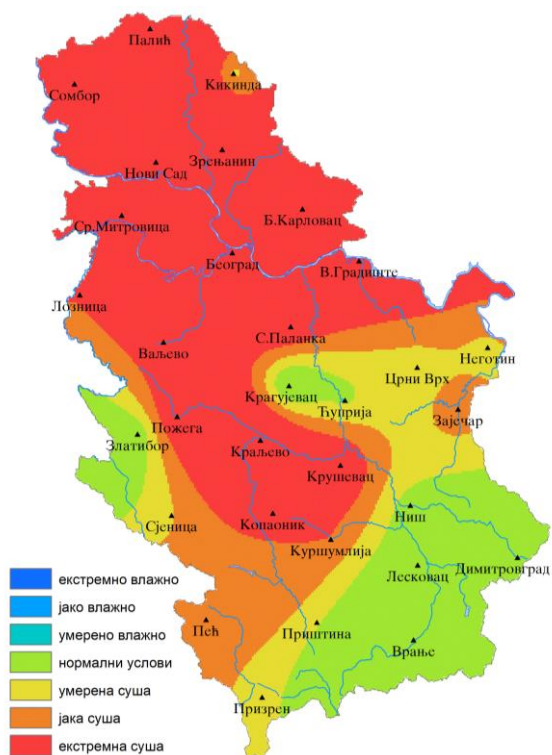 Палић
Кикинда
Сомбор
Зрењанин
Нови Сад
Б.Карловац
Ср.Митровица
Београд
В.Градиште
Лозница
С.Паланка
Ваљево
Неготин
Црни Врх
Крагујевац
Ћуприја
Зајечар
Пожега
Златибор
Краљево
Крушевац
Ниш
Копаоник
Сјеница
Куршумлија
Димитровград
Лесковац
Пећ
Приштина
Врање
Призрен
екстремно влажно
јако влажно
умерено влажно
нормални услови
умерена суша
јака суша
екстремна суша